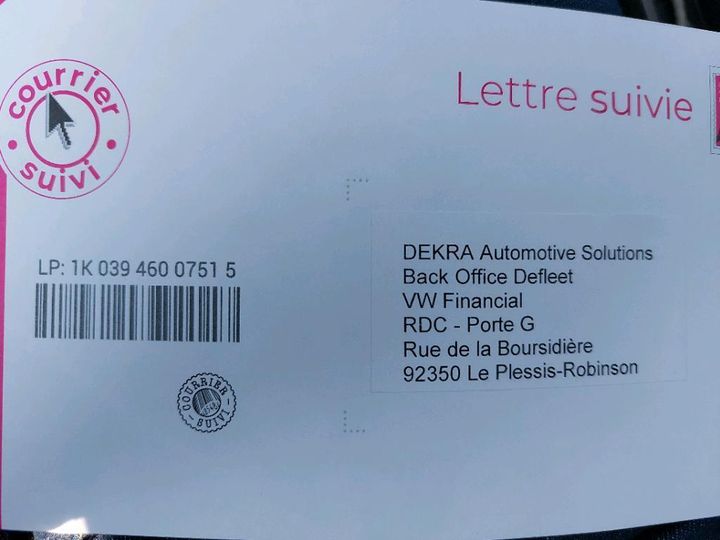 courrier
suivi
Lettre suivie
LP: 1K 039 460 0751 5
COURRIER
SUIVI
DEKRA Automotive Solutions
Back Office Defleet
VW Financial
RDC - Porte G
Rue de la Boursidière
92350 Le Plessis-Robinson